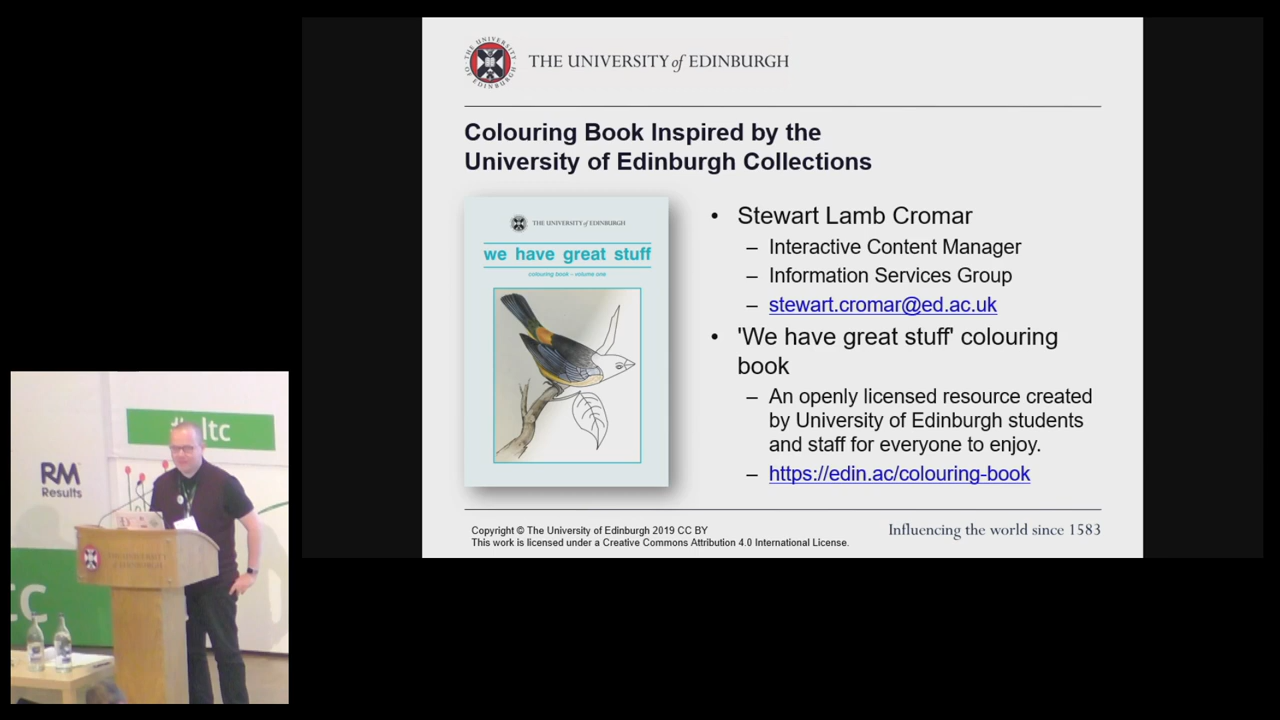 THE UNIVERSITY of EDINBURGH
Colouring Book Inspired by the
University of Edinburgh Collections
THE UNIVERSITY of EDINBURGH
we have great stuff
colouring book – volume one
• Stewart Lamb Cromar
– Interactive Content Manager
– Information Services Group
– stewart.cromar@ed.ac.uk
• 'We have great stuff' colouring
book
– An openly licensed resource created
by University of Edinburgh students
and staff for everyone to enjoy.
– https://edin.ac/colouring-book
Copyright © The University of Edinburgh 2019 CC BY
This work is licensed under a Creative Commons Attribution 4.0 International License.
Influencing the world since 1583
RM
Results
THE UNIVERSITY
of EDINBURGH